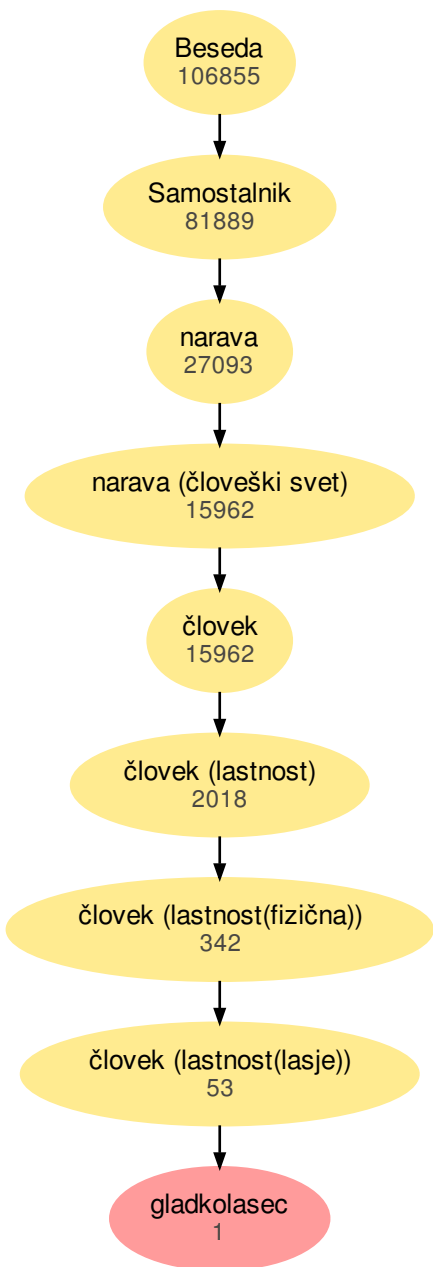 Beseda
106855
Samostalnik
81889
narava
27093
narava (človeški svet)
15962
človek
15962
človek (lastnost)
2018
človek (lastnost(fizična))
342
človek (lastnost(lasje))
53
gladkolasec
1